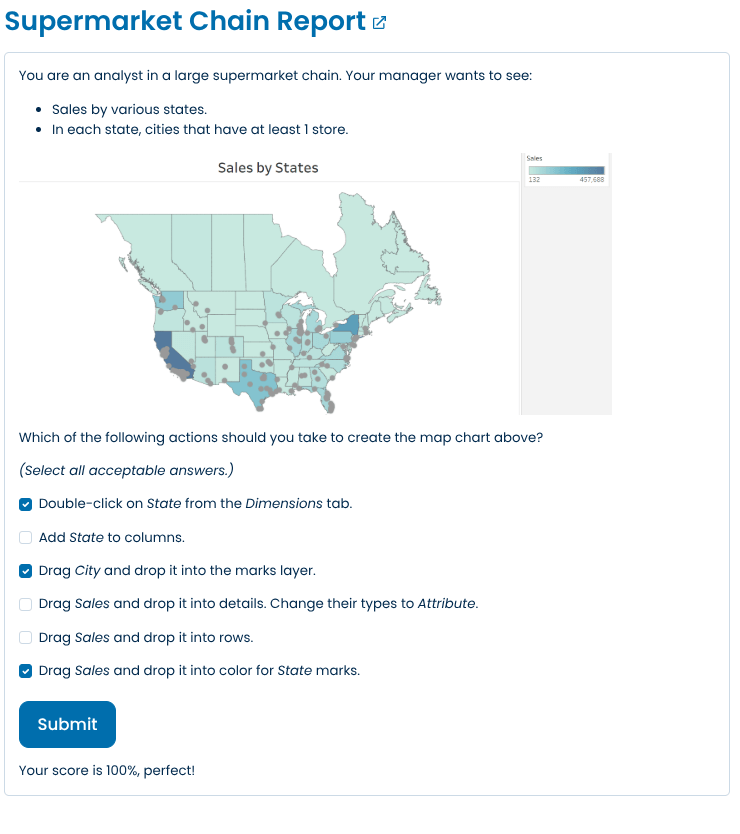 Supermarket Chain Report
You are an analyst in a large supermarket chain. Your manager wants to see:
Sales by various states.
In each state, cities that have at least 1 store.
Sales by States
Sales
132 457,688
Which of the following actions should you take to create the map chart above?
(Select all acceptable answers.)
Double-click on State from the Dimensions tab.
Add State to columns.
Drag City and drop it into the marks layer.
Drag Sales and drop it into details. Change their types to Attribute.
Drag Sales and drop it into rows.
Drag Sales and drop it into color for State marks.
Submit
Your score is 100%, perfect!